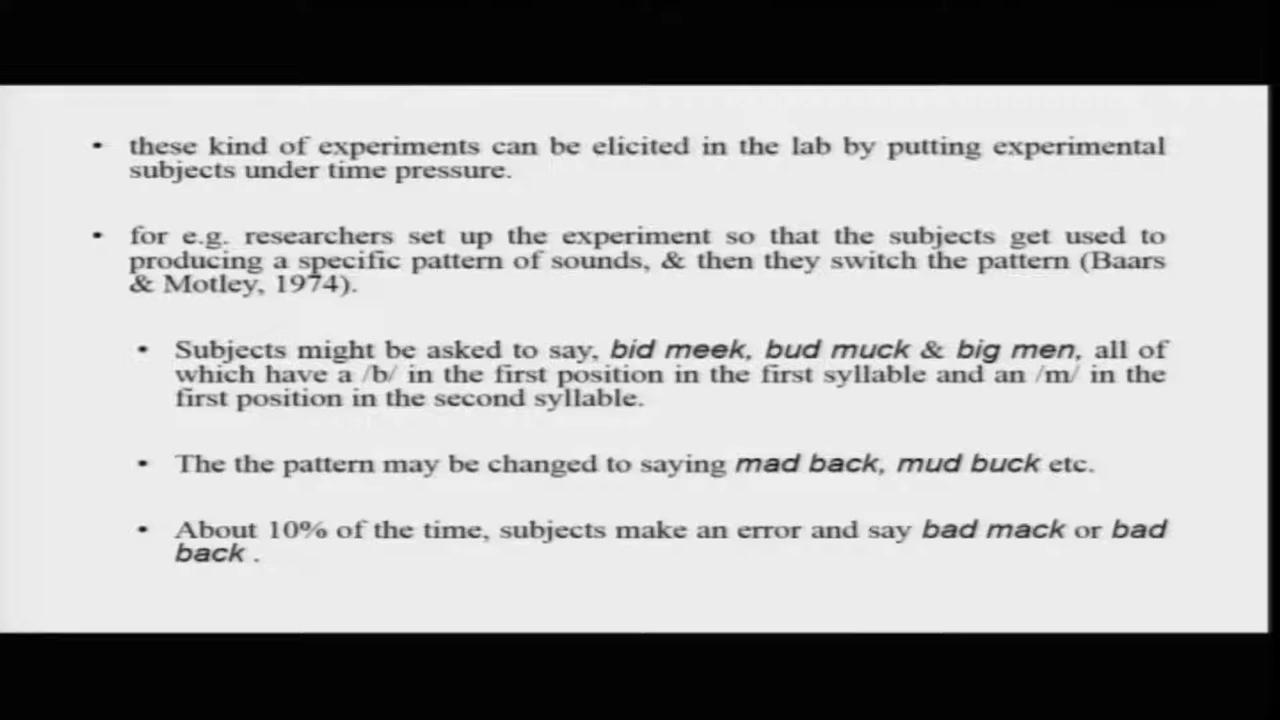 • these kind of experiments can be elicited in the lab by putting experimental
subjects under time pressure.
• for e.g. researchers set up the experiment so that the subjects get used to
producing a specific pattern of sounds, & then they switch the pattern (Baars
& Motley, 1974).
• Subjects might be asked to say, bid meek, bud muck & big men, all of
which have a /b/ in the first position in the first syllable and an /m/ in the
first position in the second syllable.
• The the pattern may be changed to saying mad back, mud buck etc.
• About 10% of the time, subjects make an error and say bad mack or bad
back .